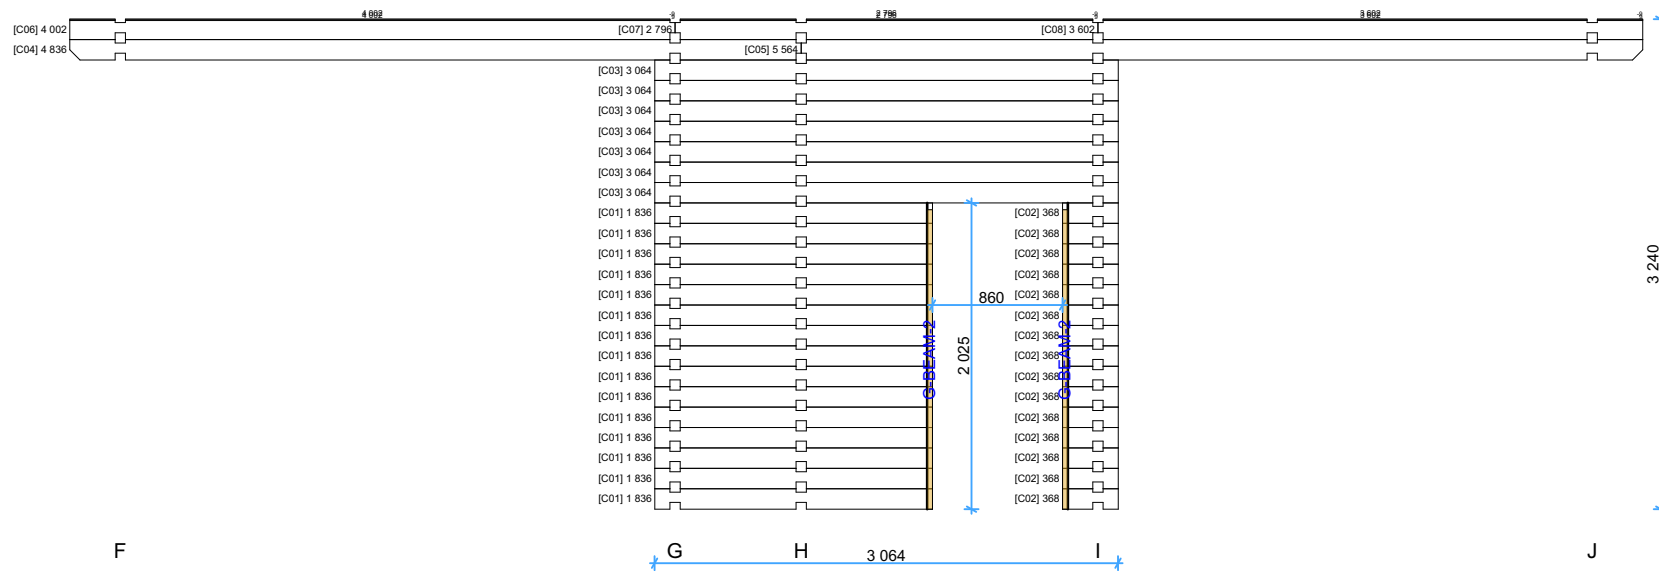 4 002
4 002
2 796
2 796
3 602
3 602
[C06] 4 002
[C07] 2 796
[C08] 3 602
[C04] 4 836
[C05] 5 564
[C03] 3 064
[C03] 3 064
[C03] 3 064
[C03] 3 064
[C03] 3 064
[C03] 3 064
[C03] 3 064
[C01] 1 836
[C02] 368
[C01] 1 836
[C02] 368
[C01] 1 836
[C02] 368
[C01] 1 836
[C02] 368
[C01] 1 836
[C02] 368
[C01] 1 836
[C02] 368
[C01] 1 836
[C02] 368
[C01] 1 836
[C02] 368
[C01] 1 836
[C02] 368
[C01] 1 836
[C02] 368
[C01] 1 836
[C02] 368
[C01] 1 836
[C02] 368
[C01] 1 836
[C02] 368
[C01] 1 836
[C02] 368
[C01] 1 836
[C02] 368
860
2 025
G-BEAM-2
G-BEAM-2
3 240
F
G
H
I
J
3 064